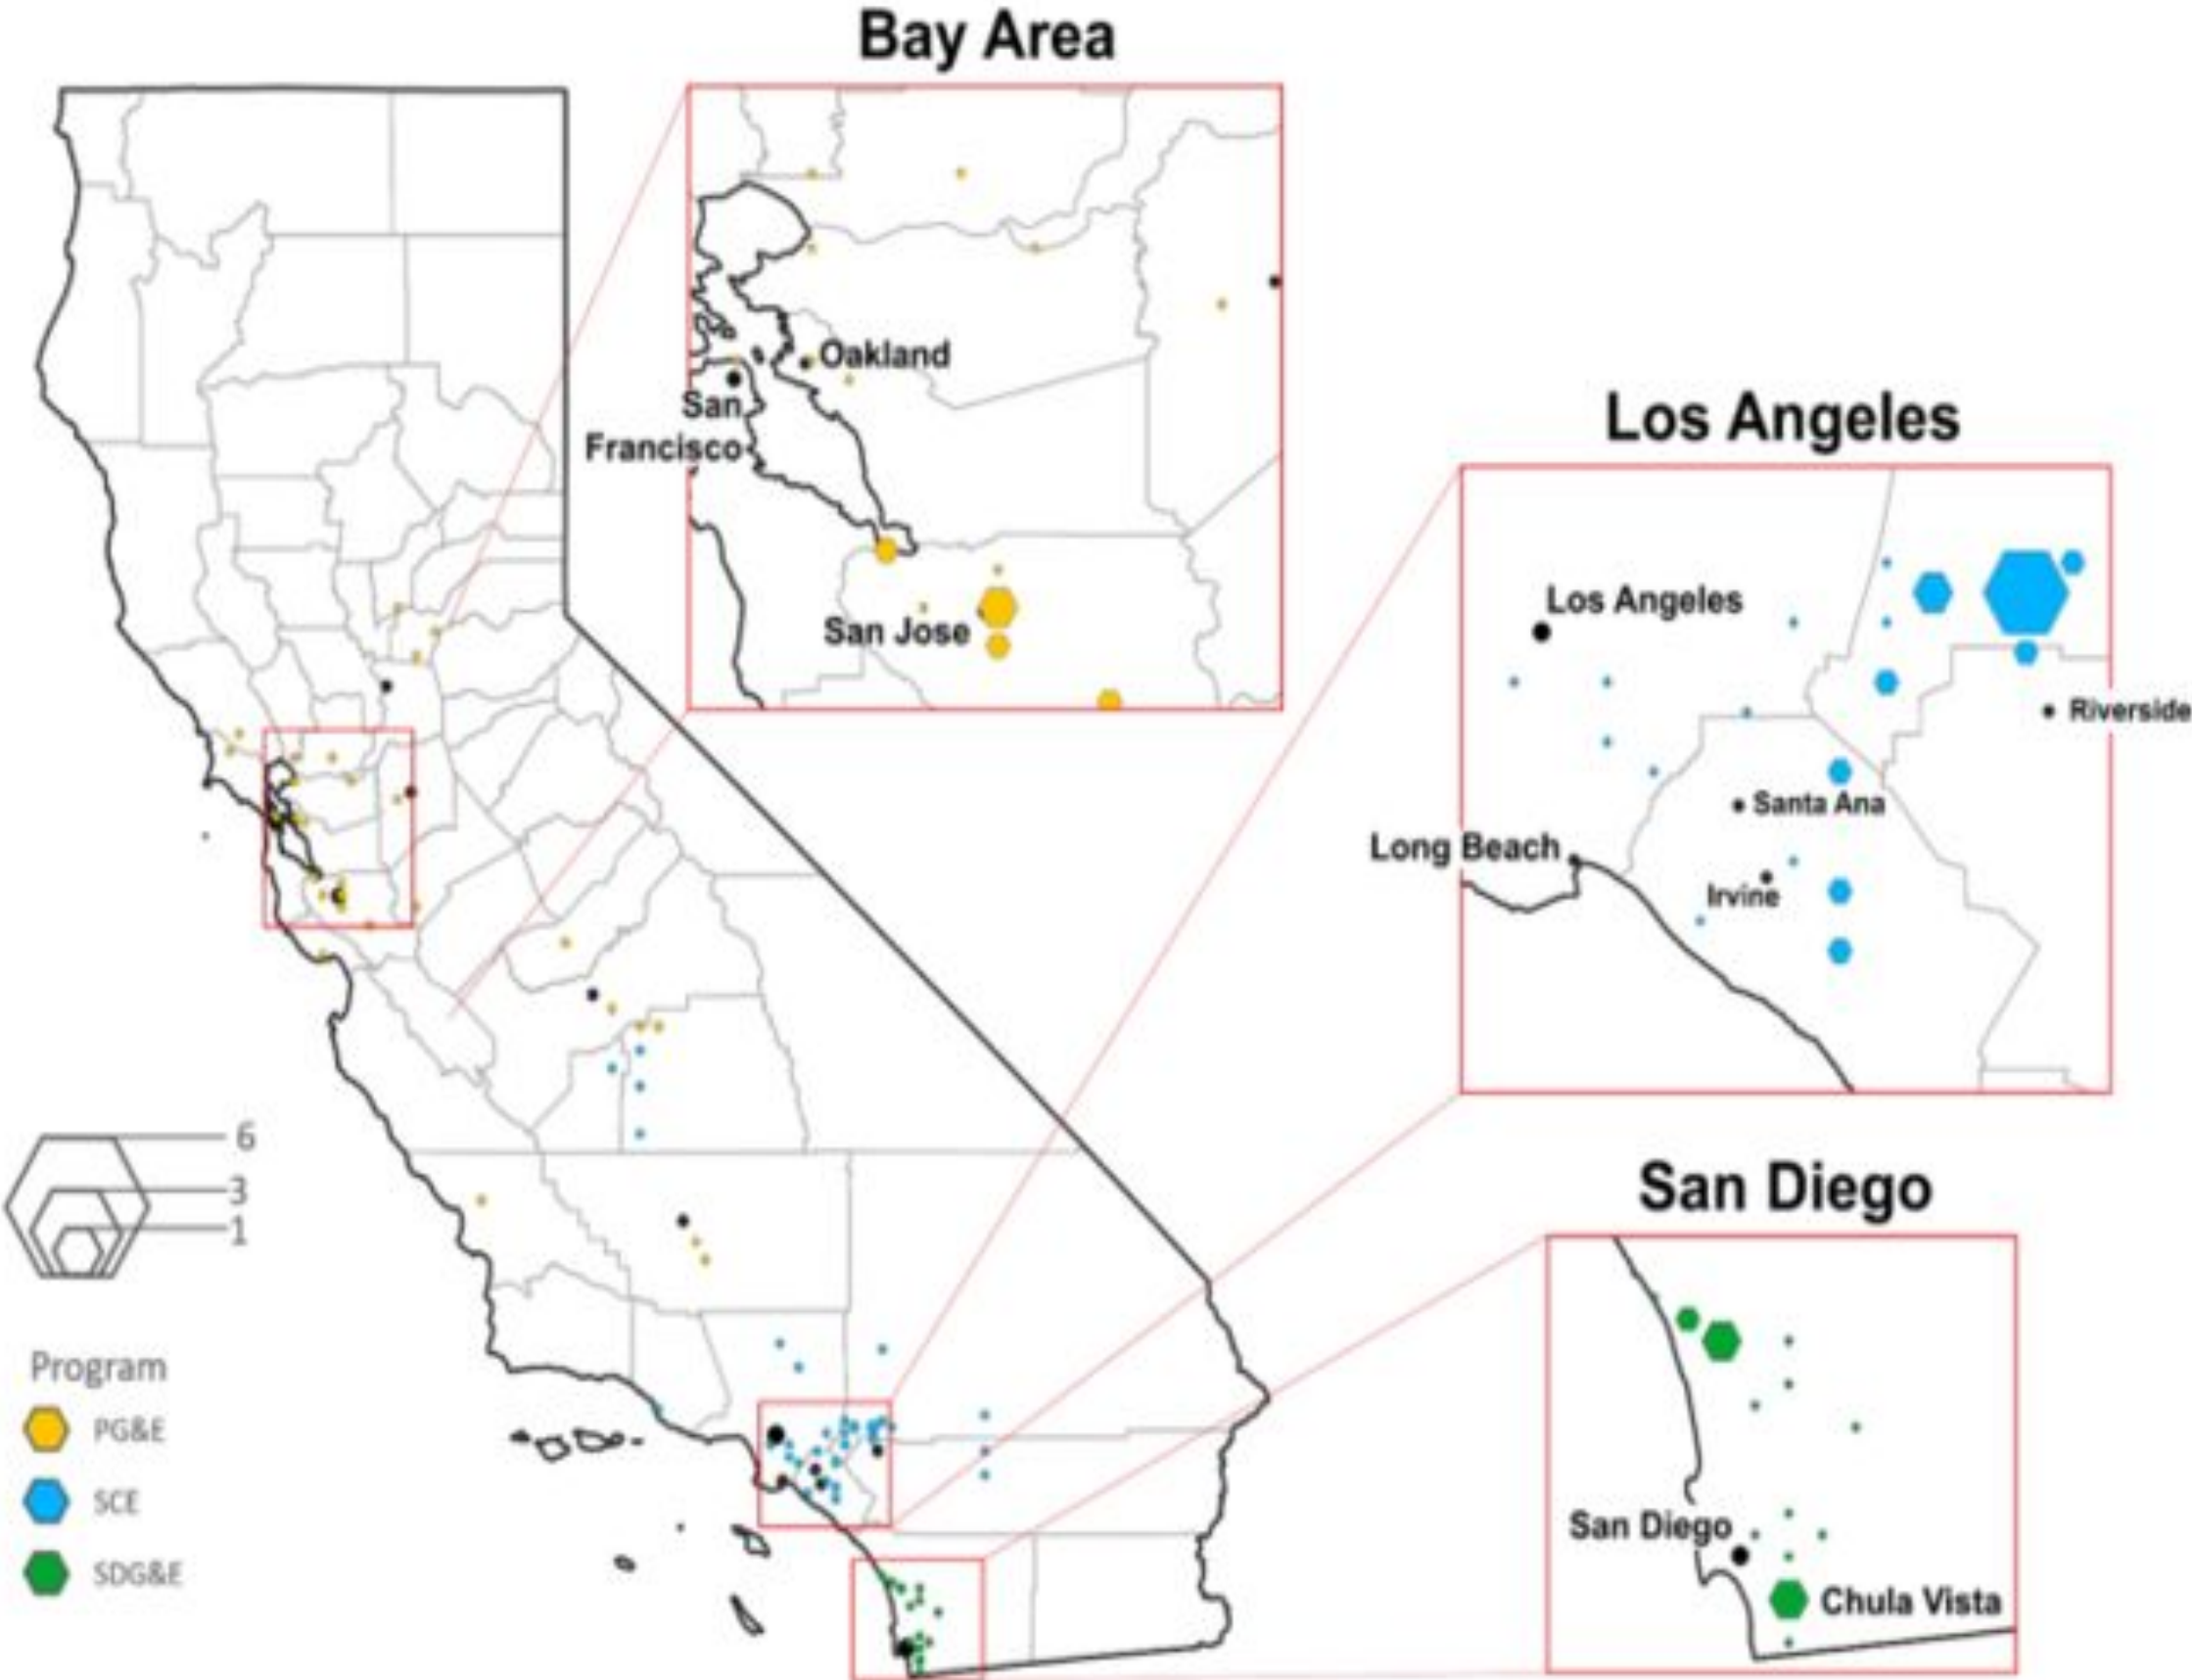 Bay Area
Oakland
San
Francisco
San Jose
Los Angeles
Los Angeles
Riverside
Santa Ana
Long Beach
Irvine
San Diego
San Diego
Chula Vista
6
3
1
Program
PG&E
SCE
SDG&E